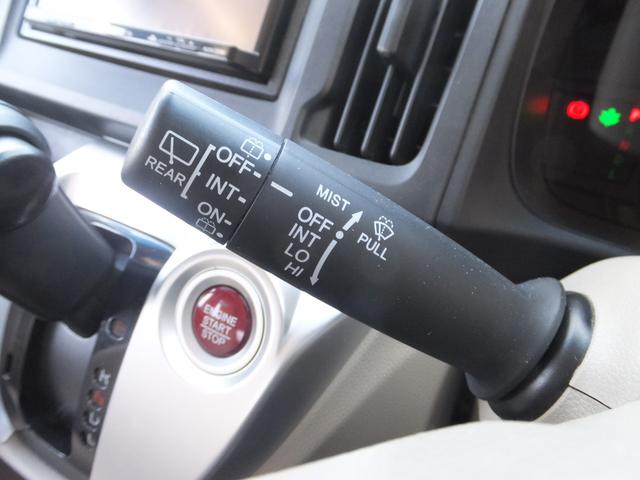 REAR
OFF-
INT-
ON-
MIST
OFF
INT
LO
HI
PULL
ENGINE
START
STOP